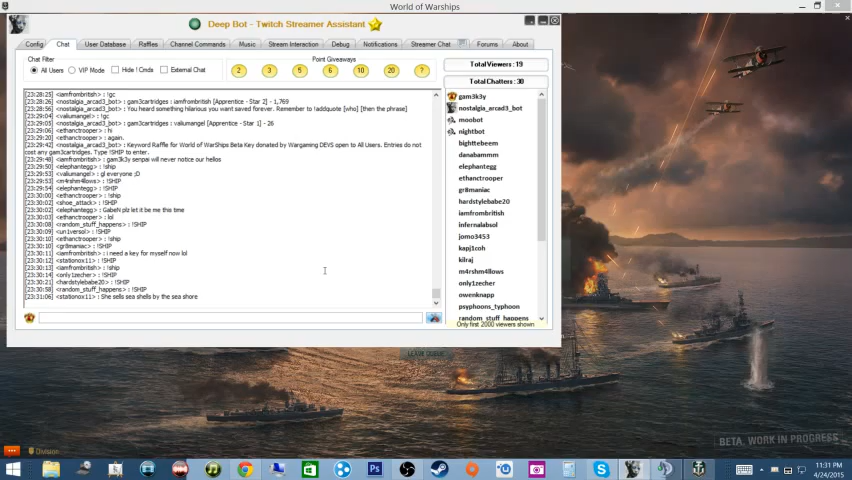 World of Warships
Deep Bot - Twitch Streamer Assistant
Config Chat User Database Raffles Channel Commands Music Stream Interaction Debug Notifications Streamer Chat Forums About
Chat Filter
All Users VIP Mode Hide ! Cmds External Chat
Point Giveaways
2 3 5 6 10 20 ?
Total Viewers : 19
Total Chatters : 30
[23:28:25] <iamfrombritish> : !gc
[23:28:26] <nostalgia_arcad3_bot> : gam3cartridges : iamfrombritish [Apprentice - Star 2] - 1,769
[23:28:56] <nostalgia_arcad3_bot> : You heard something hilarious you want saved forever. Remember to !addquote [who] [then the phrase]
[23:29:04] <valiumangel> : !gc
[23:29:05] <nostalgia_arcad3_bot> : gam3cartridges : valiumangel [Apprentice - Star 1] - 26
[23:29:06] <ethanctrooper> : hi
[23:29:20] <ethanctrooper> : again.
[23:29:42] <nostalgia_arcad3_bot> : Keyword Raffle for World of WarShips Beta Key donated by Wargaming DEVS open to All Users. Entries do not
cost any gam3cartridges. Type !SHIP to enter.
[23:29:48] <iamfrombritish> : gam3k3y senpai will never notice our hellos
[23:29:50] <elephantegg> : !ship
[23:29:53] <valiumangel> : gl everyone ;D
[23:29:53] <m4rshm4llows> : !SHIP
[23:29:54] <elephantegg> : !SHIP
[23:30:00] <ethanctrooper> : !ship
[23:30:02] <shoe_attack> : !SHIP
[23:30:02] <elephantegg> : GabeN plz let it be me this time
[23:30:03] <ethanctrooper> : lol
[23:30:08] <random_stuff_happens> : !SHIP
[23:30:09] <un1versol> : !SHIP
[23:30:10] <ethanctrooper> : !ship
[23:30:10] <gr8maniac> : !SHIP
[23:30:11] <iamfrombritish> : i need a key for myself now lol
[23:30:12] <stationox11> : !SHIP
[23:30:13] <iamfrombritish> : !ship
[23:30:14] <only1zecher> : !SHIP
[23:30:21] <hardstylebabe20> : !SHIP
[23:30:58] <random_stuff_happens> : !SHIP
[23:31:06] <stationox11> : She sells sea shells by the sea shore
gam3k3y
nostalgia_arcad3_bot
moobot
nightbot
bighttebeem
danabammm
elephantegg
ethanctrooper
gr8maniac
hardstylebabe20
iamfrombritish
infernalabsol
jomo3453
kapj1coh
kilraj
m4rshm4llows
only1zecher
owenknapp
psyphoons_typhoon
random_stuff_happens
Only first 2000 viewers shown
LEAVE QUEUE
BETA, WORK IN PROGRESS
Division
11:31 PM
4/24/2015